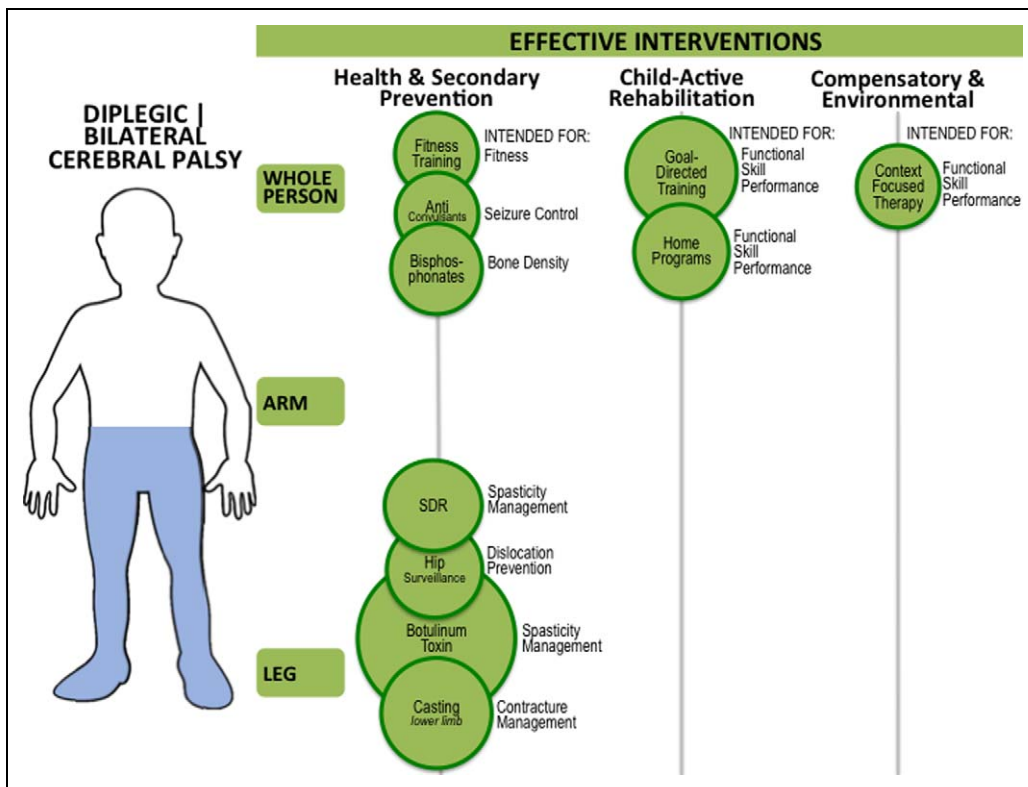 EFFECTIVE INTERVENTIONS
DIPLEGIC |
BILATERAL
CEREBRAL PALSY
Health & Secondary
Prevention
Child-Active
Rehabilitation
Compensatory &
Environmental
WHOLE
PERSON
Fitness
Training
INTENDED FOR:
Fitness
Anti
Convulsants
Seizure Control
Bisphos-
phonates
Bone Density
Goal-
Directed
Training
INTENDED FOR:
Functional
Skill
Performance
Home
Programs
Functional
Skill
Performance
Context
Focused
Therapy
INTENDED FOR:
Functional
Skill
Performance
ARM
SDR
Spasticity
Management
Hip
Surveillance
Dislocation
Prevention
Botulinum
Toxin
Spasticity
Management
LEG
Casting
lower limb
Contracture
Management